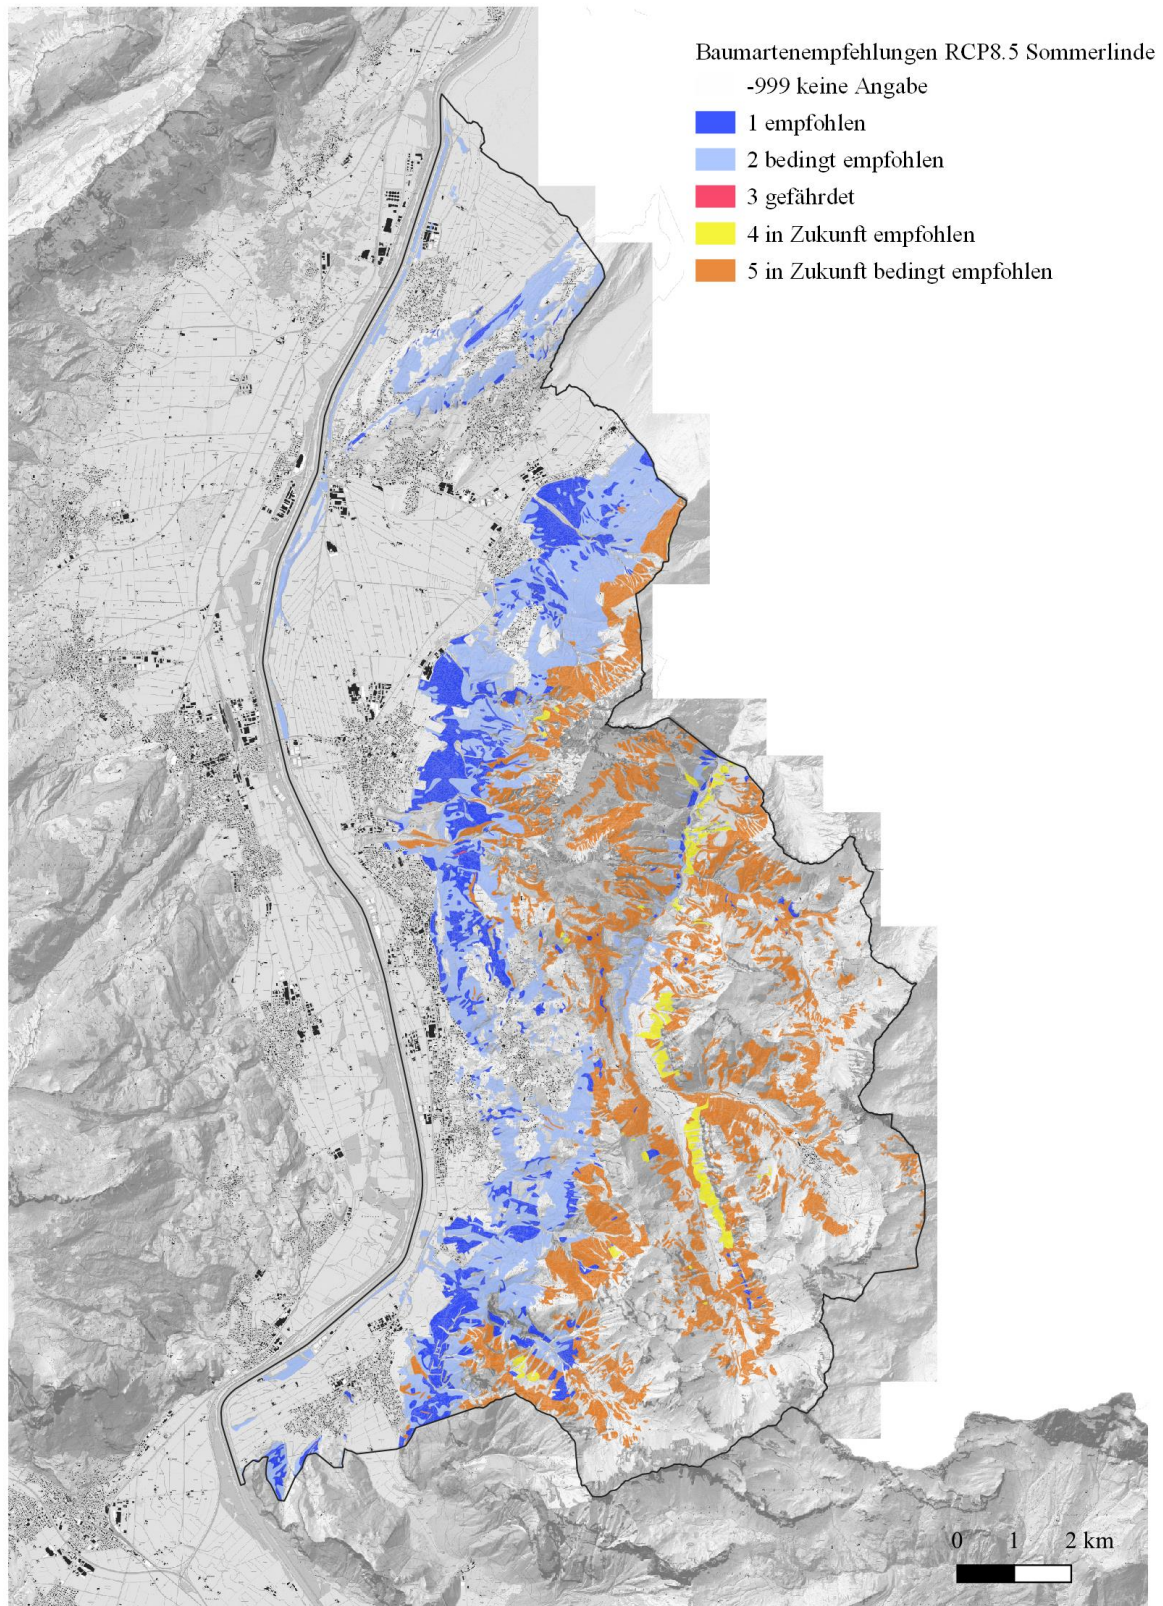 Baumartenempfehlungen RCP8.5 Sommerlinde
-999 keine Angabe
1 empfohlen
2 bedingt empfohlen
3 gefährdet
4 in Zukunft empfohlen
5 in Zukunft bedingt empfohlen
0 1 2 km